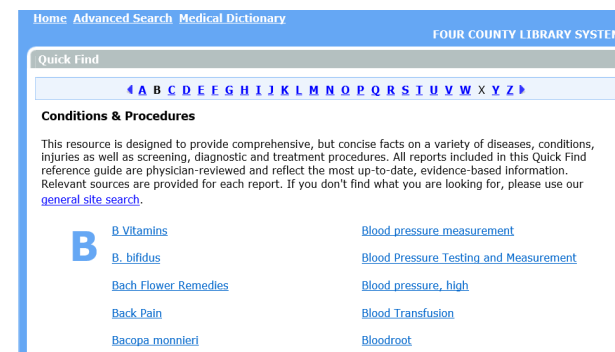 Home Advanced Search Medical Dictionary
FOUR COUNTY LIBRARY SYSTEM
Quick Find
A B C D E F G H I J K L M N O P Q R S T U V W X Y Z
Conditions & Procedures
This resource is designed to provide comprehensive, but concise facts on a variety of diseases, conditions,
injuries as well as screening, diagnostic and treatment procedures. All reports included in this Quick Find
reference guide are physician-reviewed and reflect the most up-to-date, evidence-based information.
Relevant sources are provided for each report. If you don't find what you are looking for, please use our
general site search.
B
B Vitamins
B. bifidus
Bach Flower Remedies
Back Pain
Bacopa monnieri
Blood pressure measurement
Blood Pressure Testing and Measurement
Blood pressure, high
Blood Transfusion
Bloodroot